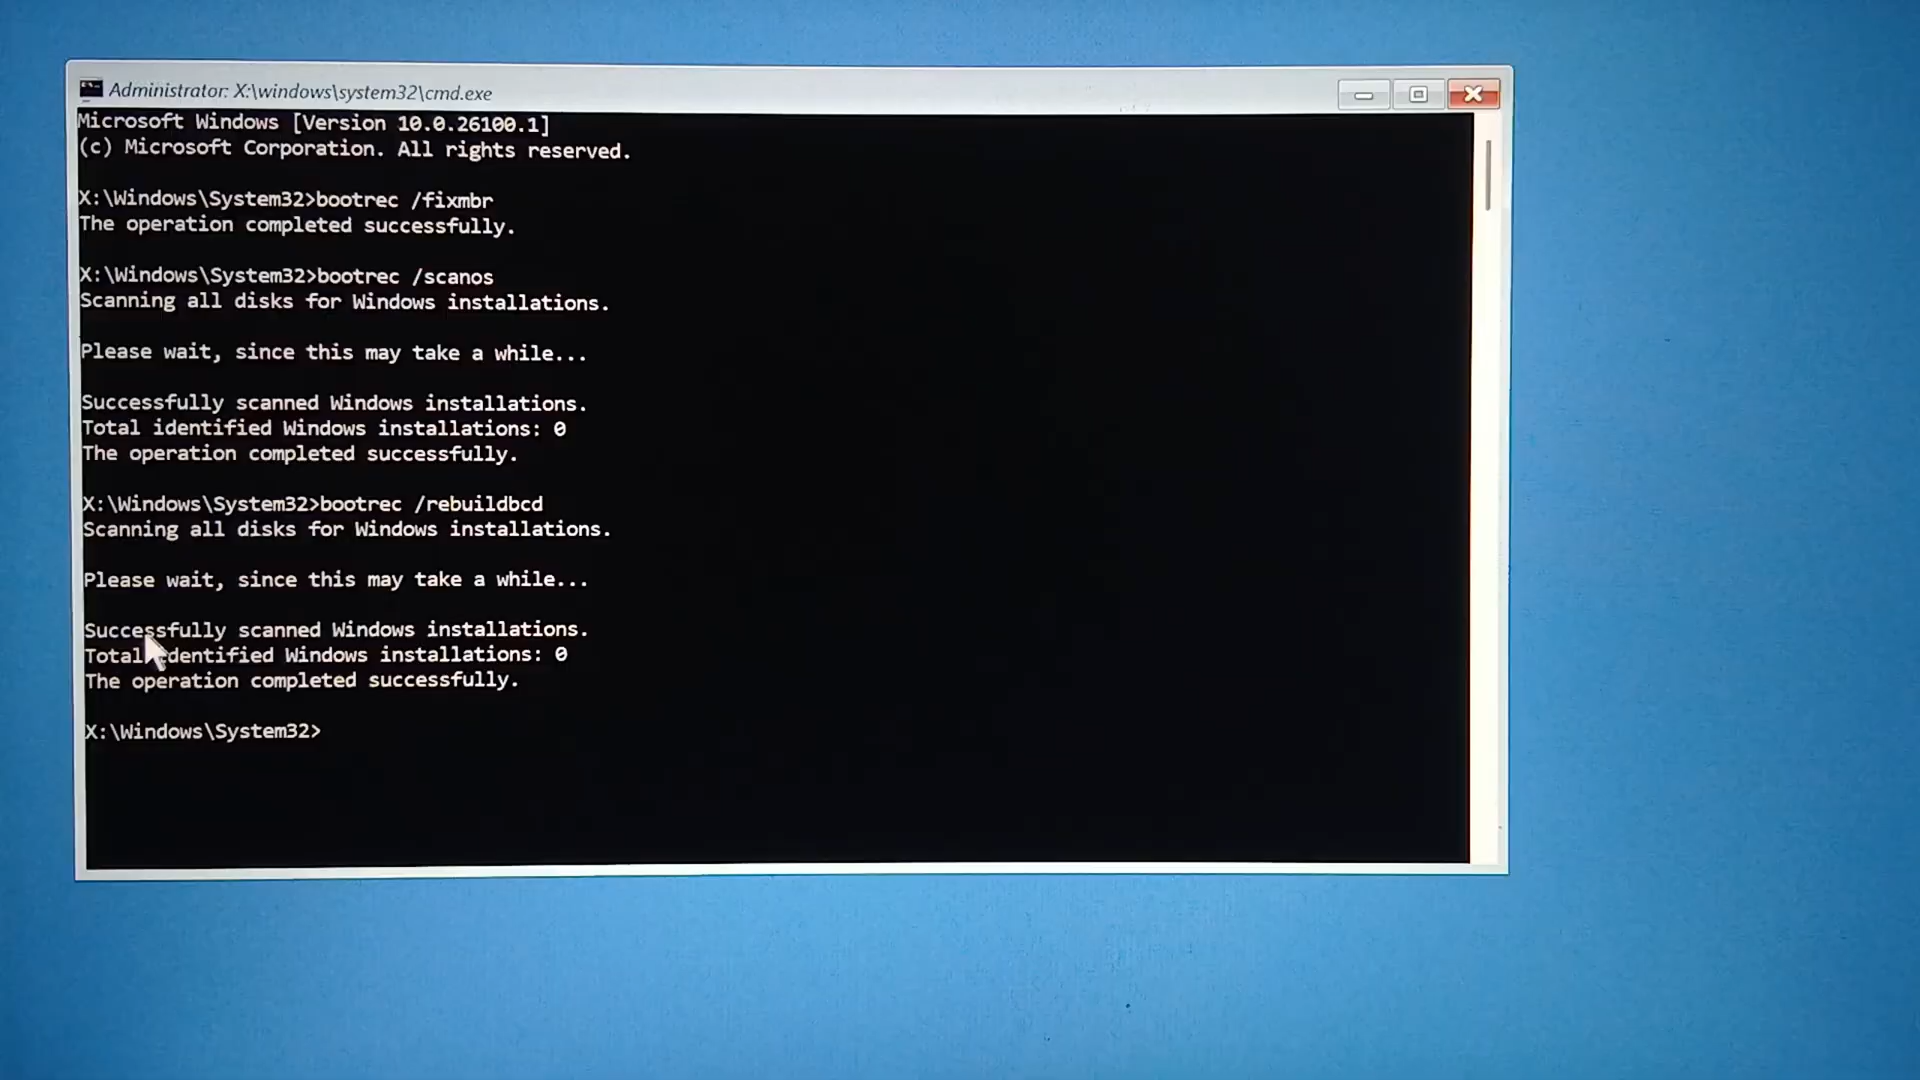 Administrator: X:\windows\system32\cmd.exe
Microsoft Windows [Version 10.0.26100.1]
(c) Microsoft Corporation. All rights reserved.
X:\Windows\System32>bootrec /fixmbr
The operation completed successfully.
X:\Windows\System32>bootrec /scanos
Scanning all disks for Windows installations.
Please wait, since this may take a while...
Successfully scanned Windows installations.
Total identified Windows installations: 0
The operation completed successfully.
X:\Windows\System32>bootrec /rebuildbcd
Scanning all disks for Windows installations.
Please wait, since this may take a while...
Successfully scanned Windows installations.
Total identified Windows installations: 0
The operation completed successfully.
X:\Windows\System32>